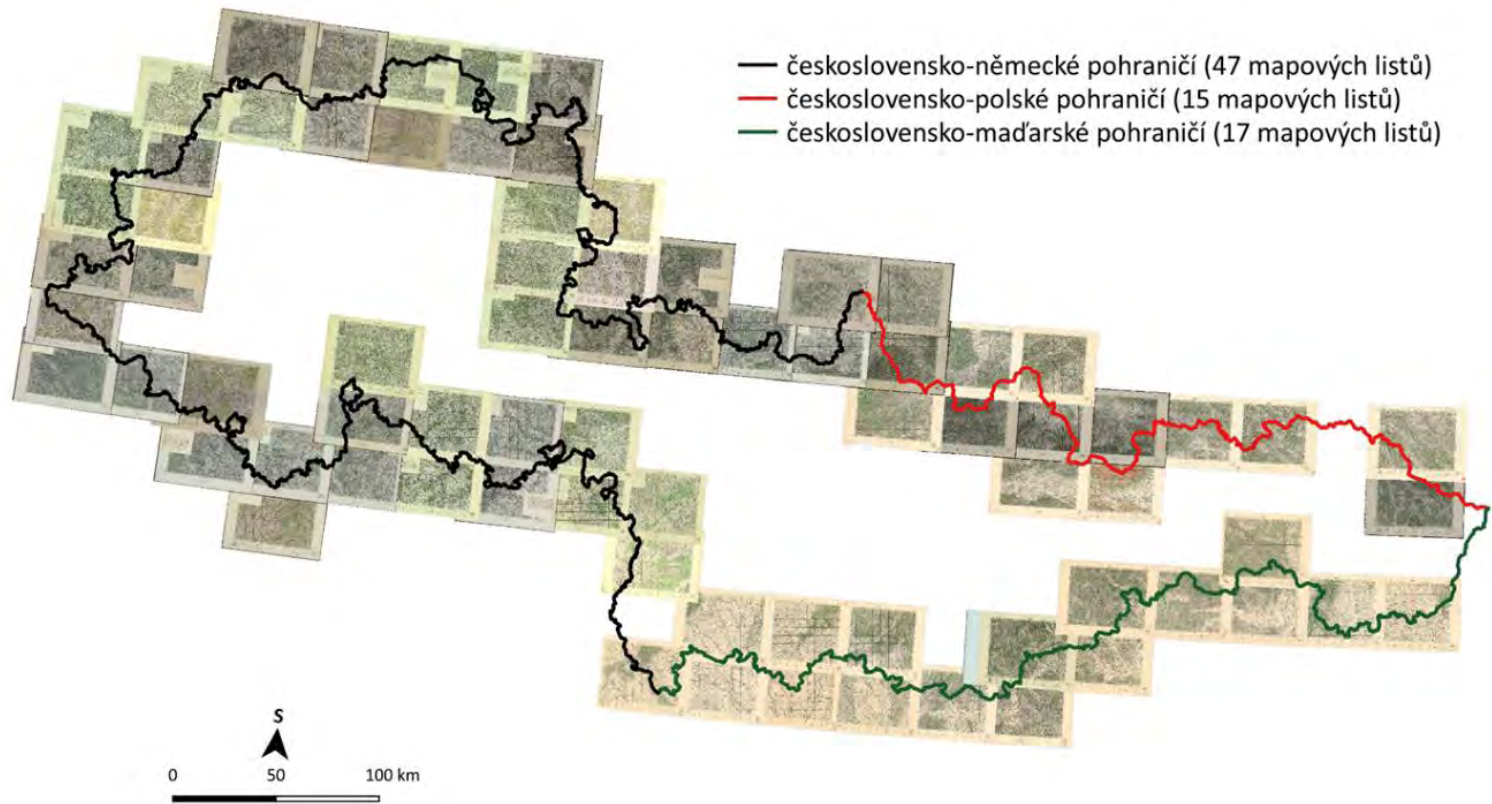 československo-německé pohraničí (47 mapových listů)
československo-polské pohraničí (15 mapových listů)
československo-maďarské pohraničí (17 mapových listů)
S
0 50 100 km